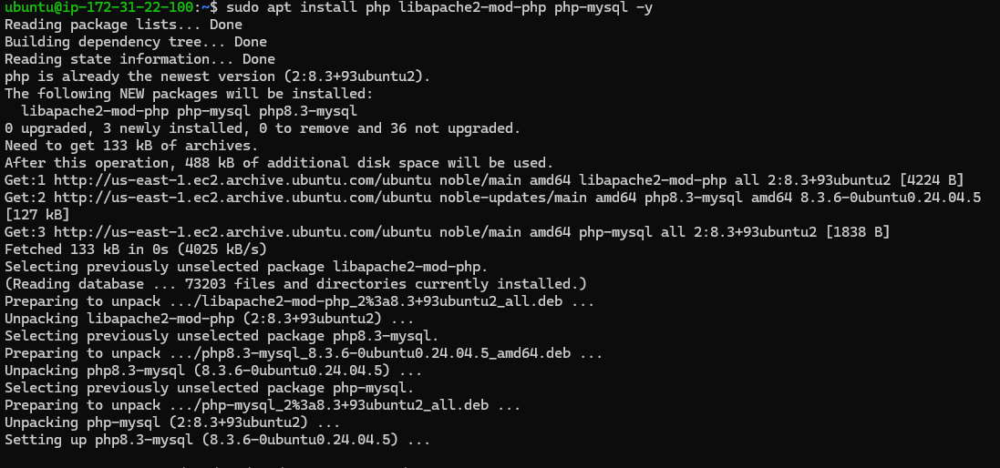 ubuntu@ip-172-31-22-100:~$ sudo apt install php libapache2-mod-php php-mysql -y
Reading package lists... Done
Building dependency tree... Done
Reading state information... Done
php is already the newest version (2:8.3+93ubuntu2).
The following NEW packages will be installed:
  libapache2-mod-php php-mysql php8.3-mysql
0 upgraded, 3 newly installed, 0 to remove and 36 not upgraded.
Need to get 133 kB of archives.
After this operation, 488 kB of additional disk space will be used.
Get:1 http://us-east-1.ec2.archive.ubuntu.com/ubuntu noble/main amd64 libapache2-mod-php all 2:8.3+93ubuntu2 [4224 B]
Get:2 http://us-east-1.ec2.archive.ubuntu.com/ubuntu noble-updates/main amd64 php8.3-mysql amd64 8.3.6-0ubuntu0.24.04.5
[127 kB]
Get:3 http://us-east-1.ec2.archive.ubuntu.com/ubuntu noble/main amd64 php-mysql all 2:8.3+93ubuntu2 [1838 B]
Fetched 133 kB in 0s (4025 kB/s)
Selecting previously unselected package libapache2-mod-php.
(Reading database ... 73203 files and directories currently installed.)
Preparing to unpack .../libapache2-mod-php_2%3a8.3+93ubuntu2_all.deb ...
Unpacking libapache2-mod-php (2:8.3+93ubuntu2) ...
Selecting previously unselected package php8.3-mysql.
Preparing to unpack .../php8.3-mysql_8.3.6-0ubuntu0.24.04.5_amd64.deb ...
Unpacking php8.3-mysql (8.3.6-0ubuntu0.24.04.5) ...
Selecting previously unselected package php-mysql.
Preparing to unpack .../php-mysql_2%3a8.3+93ubuntu2_all.deb ...
Unpacking php-mysql (2:8.3+93ubuntu2) ...
Setting up php8.3-mysql (8.3.6-0ubuntu0.24.04.5) ...